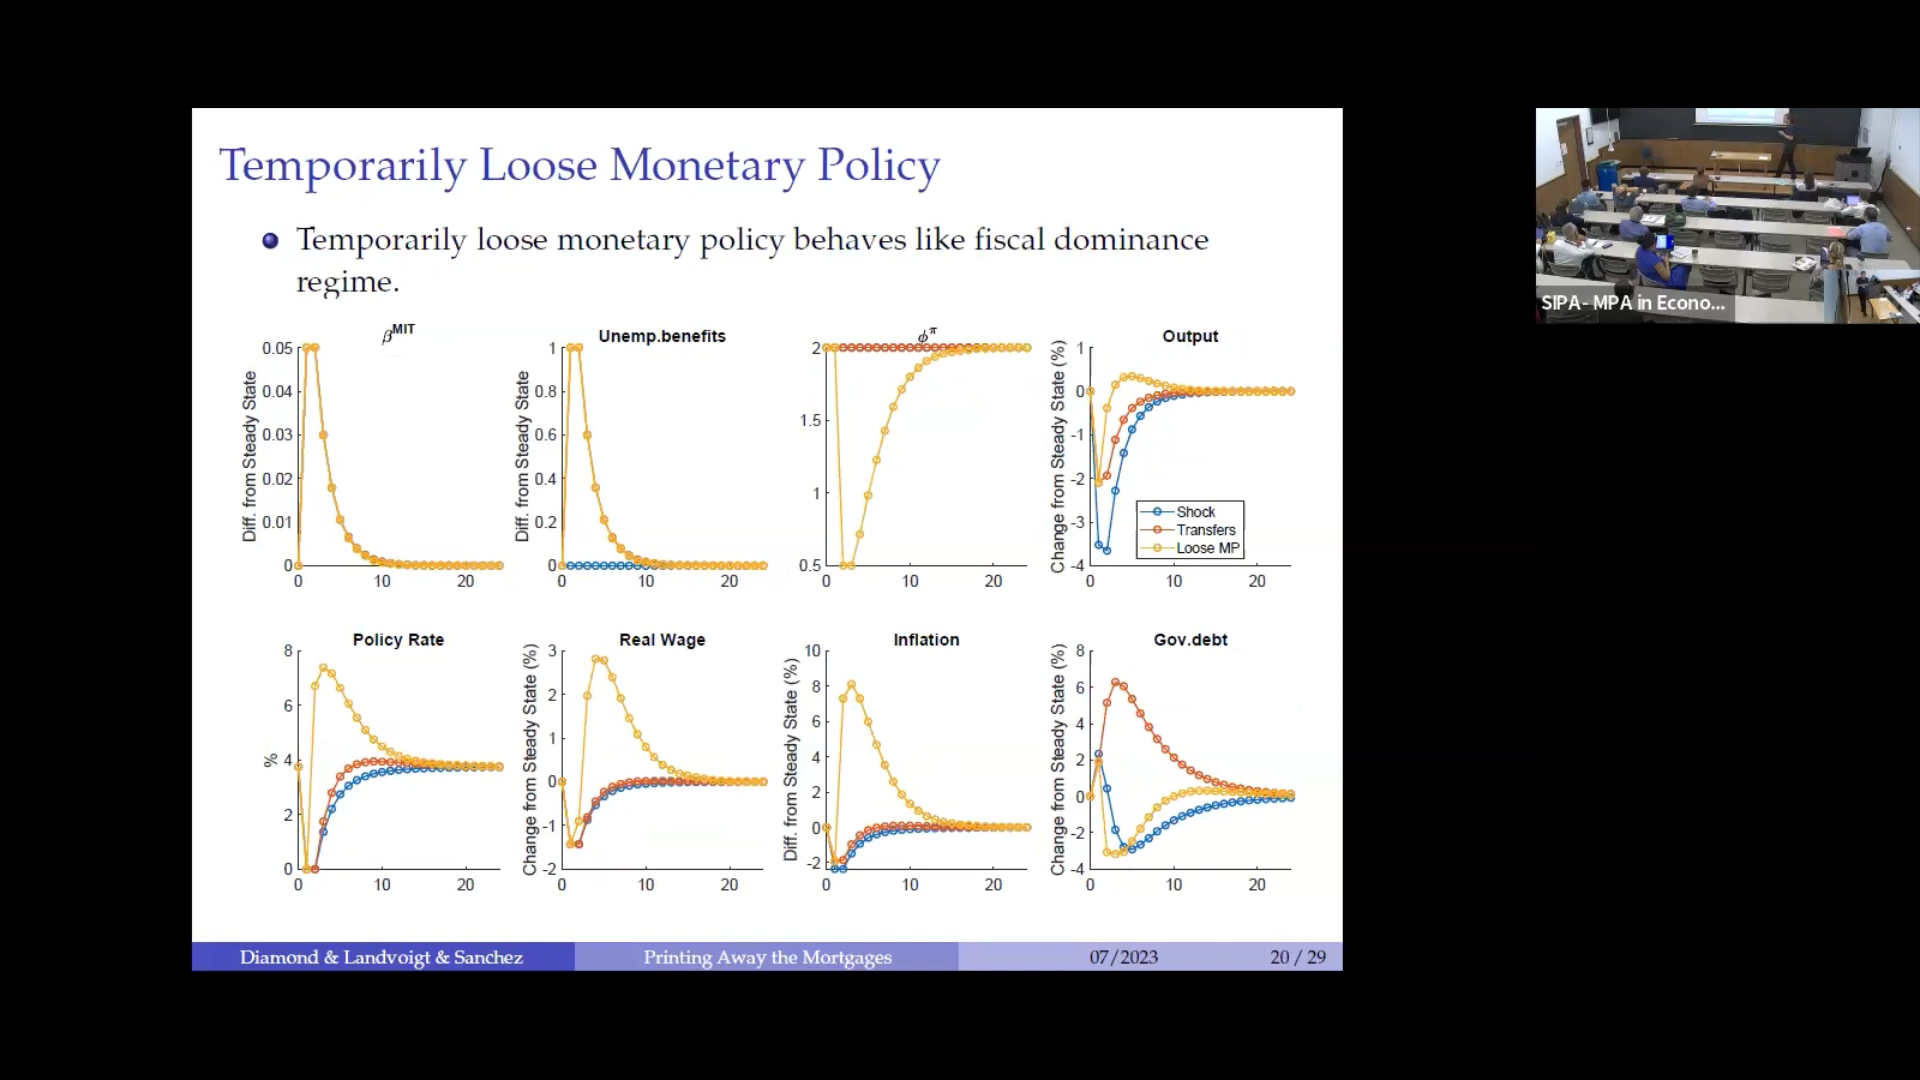 Temporarily Loose Monetary Policy
Temporarily loose monetary policy behaves like fiscal dominance
regime.
β^MIT
Diff. from Steady State
0.05
0.04
0.03
0.02
0.01
0
0 10 20
Unemp.benefits
Diff. from Steady State
1
0.8
0.6
0.4
0.2
0
0 10 20
ϕ^π
2
1.5
1
0.5
0 10 20
Output
Change from Steady State (%)
1
0
-1
-2
-3
-4
Shock
Transfers
Loose MP
0 10 20
Policy Rate
%
8
6
4
2
0
0 10 20
Real Wage
Change from Steady State (%)
3
2
1
0
-1
-2
0 10 20
Inflation
Diff. from Steady State (%)
10
8
6
4
2
0
-2
0 10 20
Gov.debt
Change from Steady State (%)
8
6
4
2
0
-2
-4
0 10 20
Diamond & Landvoigt & Sanchez
Printing Away the Mortgages
07/2023
20 / 29
SIPA- MPA in Econo...